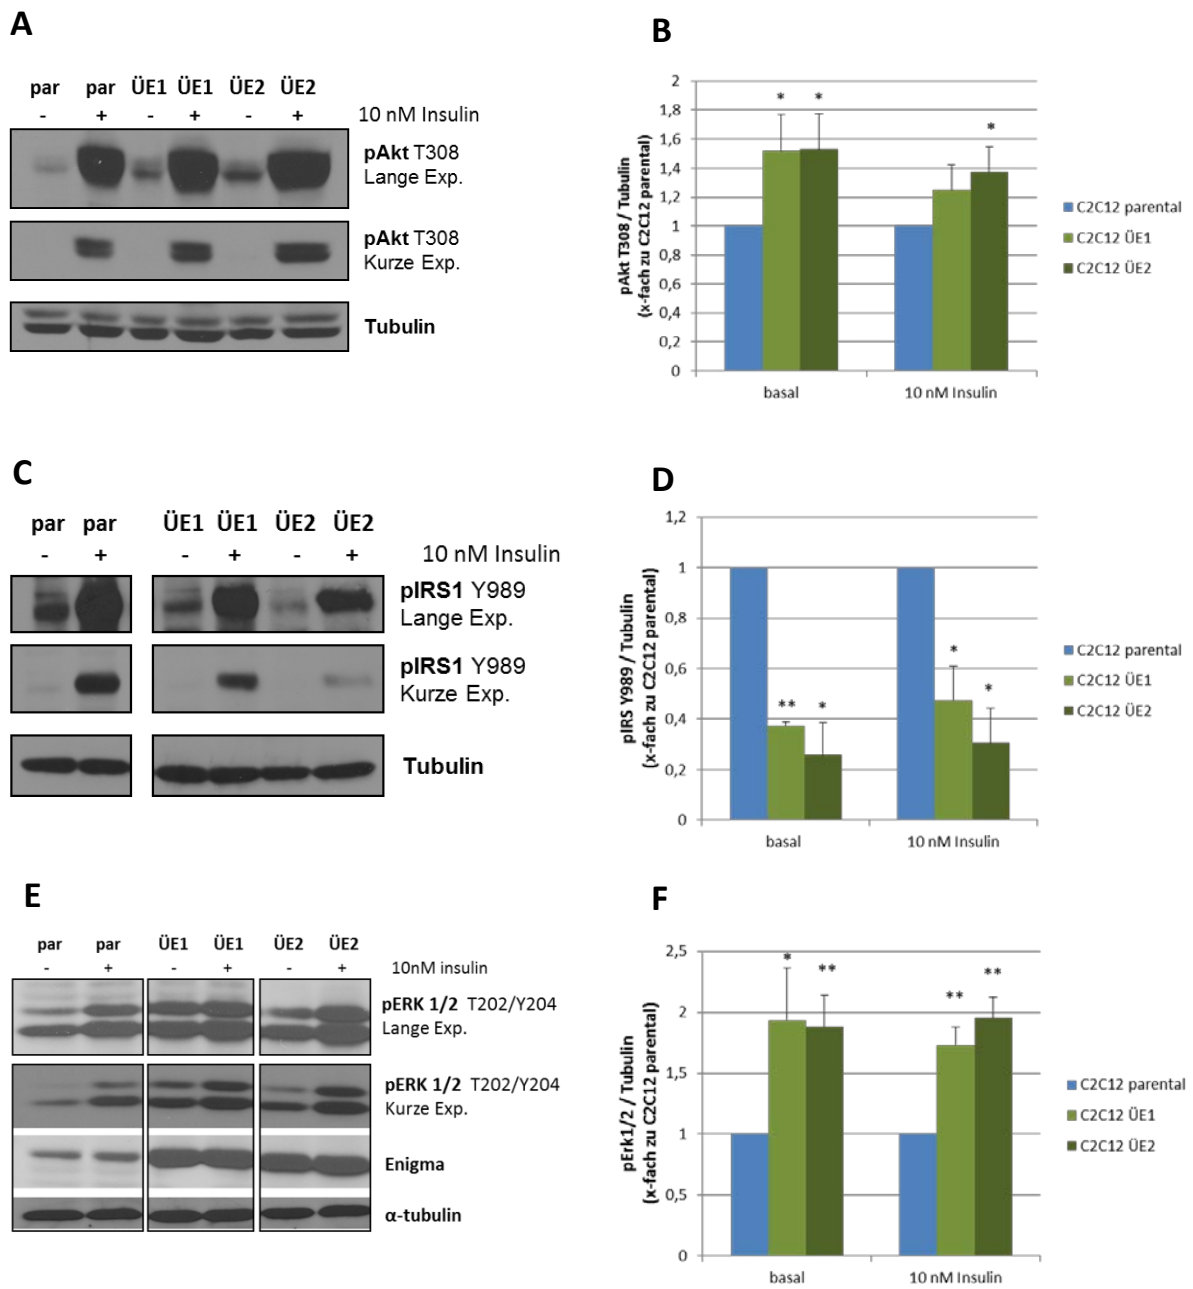 A
par par ÜE1 ÜE1 ÜE2 ÜE2
- + - + - + 10 nM Insulin
pAkt T308
Lange Exp.
pAkt T308
Kurze Exp.
Tubulin
B
pAkt T308 / Tubulin
(x-fach zu C2C12 parental)
2
1,8
1,6
1,4
1,2
1
0,8
0,6
0,4
0,2
0
* *
*
basal 10 nM Insulin
C2C12 parental
C2C12 ÜE1
C2C12 ÜE2
C
par par ÜE1 ÜE1 ÜE2 ÜE2
- + - + - + 10 nM Insulin
pIRS1 Y989
Lange Exp.
pIRS1 Y989
Kurze Exp.
Tubulin
D
pIRS Y989 / Tubulin
(x-fach zu C2C12 parental)
1,2
1
0,8
0,6
0,4
0,2
0
** *
* *
basal 10 nM Insulin
C2C12 parental
C2C12 ÜE1
C2C12 ÜE2
E
par par ÜE1 ÜE1 ÜE2 ÜE2
- + - + - + 10nM insulin
pERK 1/2 T202/Y204
Lange Exp.
pERK 1/2 T202/Y204
Kurze Exp.
Enigma
α-tubulin
F
pErk1/2 / Tubulin
(x-fach zu C2C12 parental)
2,5
2
1,5
1
0,5
0
* **
** **
basal 10 nM Insulin
C2C12 parental
C2C12 ÜE1
C2C12 ÜE2